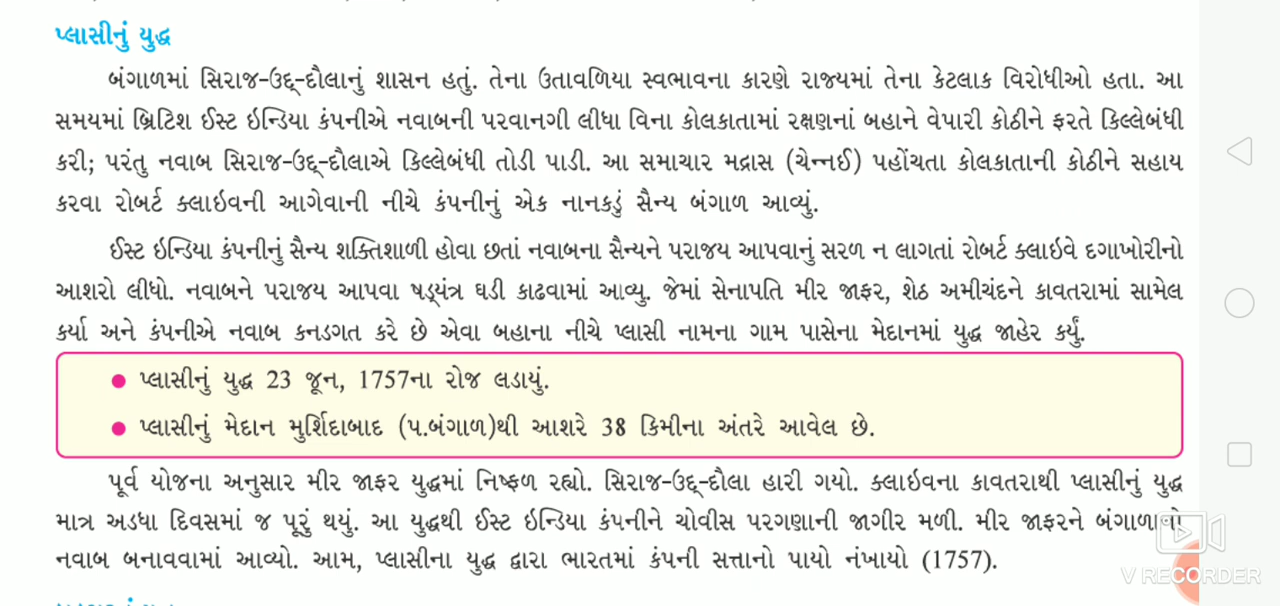 પ્લાસીનું યુદ્ધ
બંગાળમાં સિરાજ-ઉદ્-દૌલાનું શાસન હતું. તેના ઉતાવળિયા સ્વભાવના કારણે રાજ્યમાં તેના કેટલાક વિરોધીઓ હતા. આ
સમયમાં બ્રિટિશ ઈસ્ટ ઇન્ડિયા કંપનીએ નવાબની પરવાનગી લીધા વિના કોલકાતામાં રક્ષણનાં બહાને વેપારી કોઠીને ફરતે કિલ્લેબંધી
કરી; પરંતુ નવાબ સિરાજ-ઉદ્-દૌલાએ કિલ્લેબંધી તોડી પાડી. આ સમાચાર મદ્રાસ (ચેન્નઈ) પહોંચતા કોલકાતાની કોઠીને સહાય
કરવા રોબર્ટ ક્લાઇવની આગેવાની નીચે કંપનીનું એક નાનકડું સૈન્ય બંગાળ આવ્યું.
ઈસ્ટ ઇન્ડિયા કંપનીનું સૈન્ય શક્તિશાળી હોવા છતાં નવાબના સૈન્યને પરાજય આપવાનું સરળ ન લાગતાં રોબર્ટ ક્લાઇવે દગાખોરીનો
આશરો લીધો. નવાબને પરાજય આપવા ષડ્યંત્ર ઘડી કાઢવામાં આવ્યુ. જેમાં સેનાપતિ મીર જાફર, શેઠ અમીચંદને કાવતરામાં સામેલ
કર્યા અને કંપનીએ નવાબ કનડગત કરે છે એવા બહાના નીચે પ્લાસી નામના ગામ પાસેના મેદાનમાં યુદ્ધ જાહેર કર્યું.
● પ્લાસીનું યુદ્ધ 23 જૂન, 1757ના રોજ લડાયું.
● પ્લાસીનું મેદાન મુર્શિદાબાદ (પ.બંગાળ)થી આશરે 38 કિમીના અંતરે આવેલ છે.
પૂર્વ યોજના અનુસાર મીર જાફર યુદ્ધમાં નિષ્ફળ રહ્યો. સિરાજ-ઉદ્-દૌલા હારી ગયો. ક્લાઇવના કાવતરાથી પ્લાસીનું યુદ્ધ
માત્ર અડધા દિવસમાં જ પૂરું થયું. આ યુદ્ધથી ઈસ્ટ ઇન્ડિયા કંપનીને ચોવીસ પરગણાની જાગીર મળી. મીર જાફરને બંગાળાનો
નવાબ બનાવવામાં આવ્યો. આમ, પ્લાસીના યુદ્ધ દ્વારા ભારતમાં કંપની સત્તાનો પાયો નંખાયો (1757).
V RECORDER